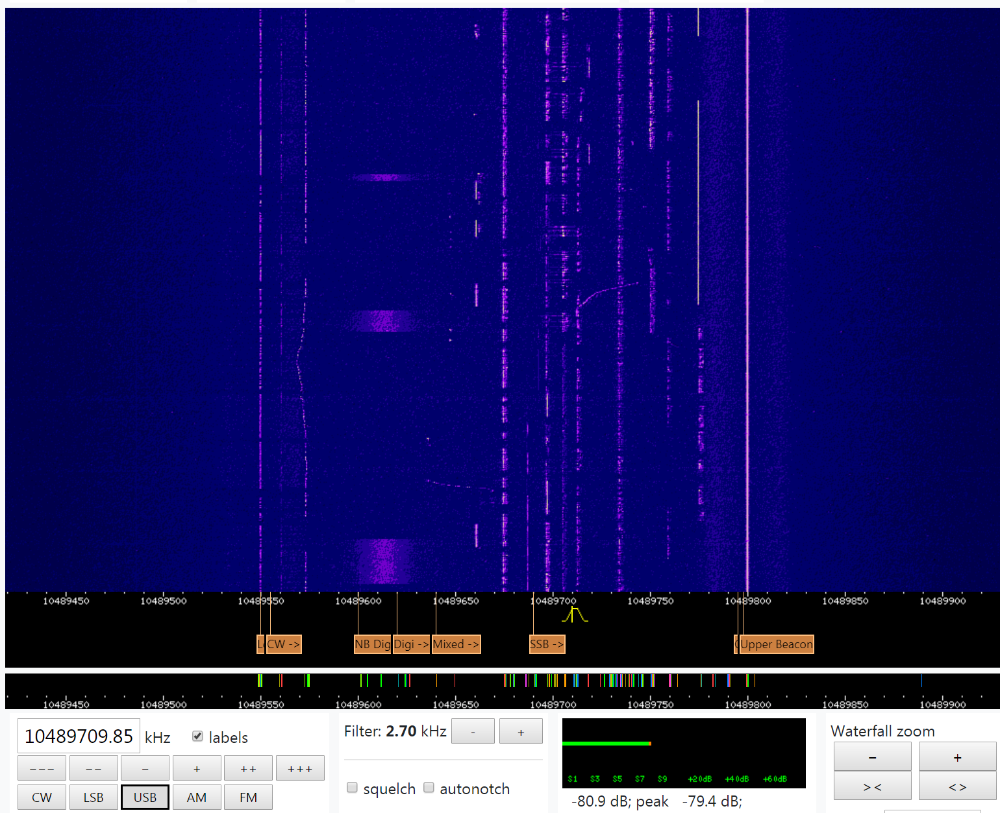 10489450 10489500 10489550 10489600 10489650 10489700 10489750 10489800 10489850 10489900
CW -> NB Dig Digi -> Mixed -> SSB -> Upper Beacon
10489450 10489500 10489550 10489600 10489650 10489700 10489750 10489800 10489850 10489900
10489709.85 kHz labels
--- -- - + ++ +++
CW LSB USB AM FM
Filter: 2.70 kHz - +
squelch autonotch
S1 S3 S5 S7 S9 +20dB +40dB +60dB
-80.9 dB; peak -79.4 dB;
Waterfall zoom
- +
> < < >